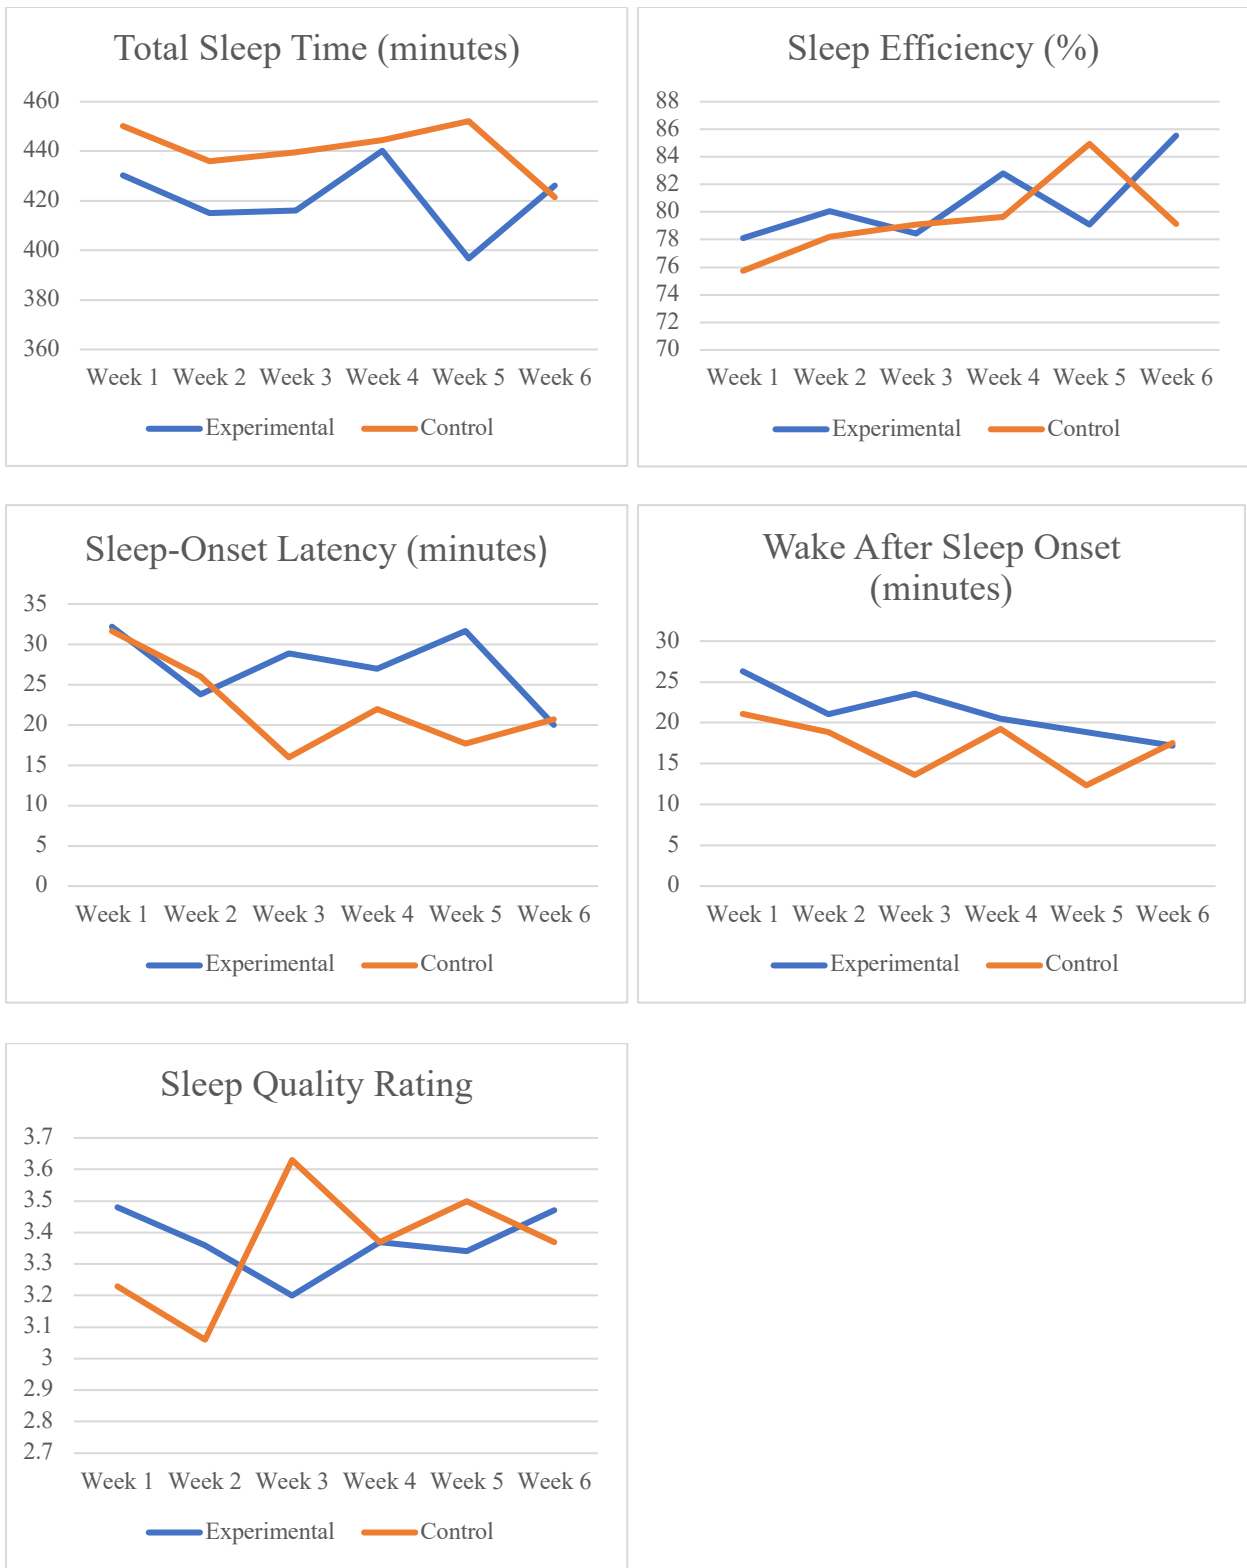 Total Sleep Time (minutes)
460
440
420
400
380
360
Week 1 Week 2 Week 3 Week 4 Week 5 Week 6
Experimental Control
Sleep Efficiency (%)
88
86
84
82
80
78
76
74
72
70
Week 1 Week 2 Week 3 Week 4 Week 5 Week 6
Experimental Control
Sleep-Onset Latency (minutes)
35
30
25
20
15
10
5
0
Week 1 Week 2 Week 3 Week 4 Week 5 Week 6
Experimental Control
Wake After Sleep Onset
(minutes)
30
25
20
15
10
5
0
Week 1 Week 2 Week 3 Week 4 Week 5 Week 6
Experimental Control
Sleep Quality Rating
3.7
3.6
3.5
3.4
3.3
3.2
3.1
3
2.9
2.8
2.7
Week 1 Week 2 Week 3 Week 4 Week 5 Week 6
Experimental Control